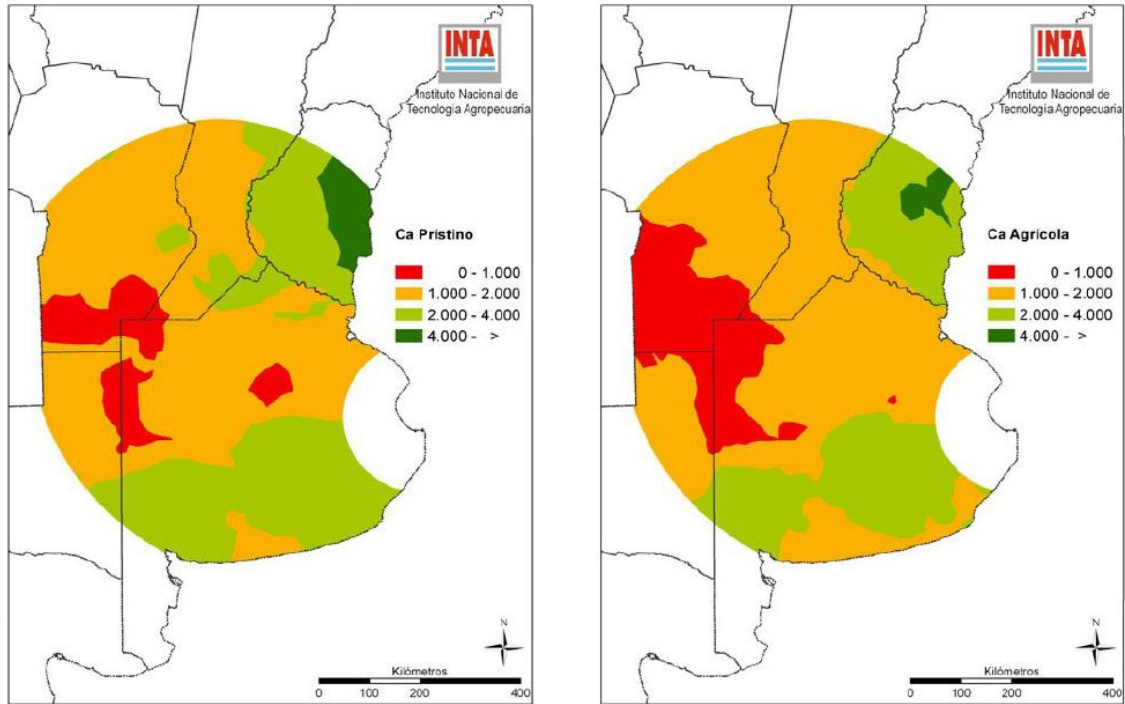 INTA
Instituto Nacional de
Tecnología Agropecuaria
Ca Prístino
0 - 1.000
1.000 - 2.000
2.000 - 4.000
4.000 - >
N
Kilómetros
0 100 200 400
INTA
Instituto Nacional de
Tecnología Agropecuaria
Ca Agrícola
0 - 1.000
1.000 - 2.000
2.000 - 4.000
4.000 - >
N
Kilómetros
0 100 200 400